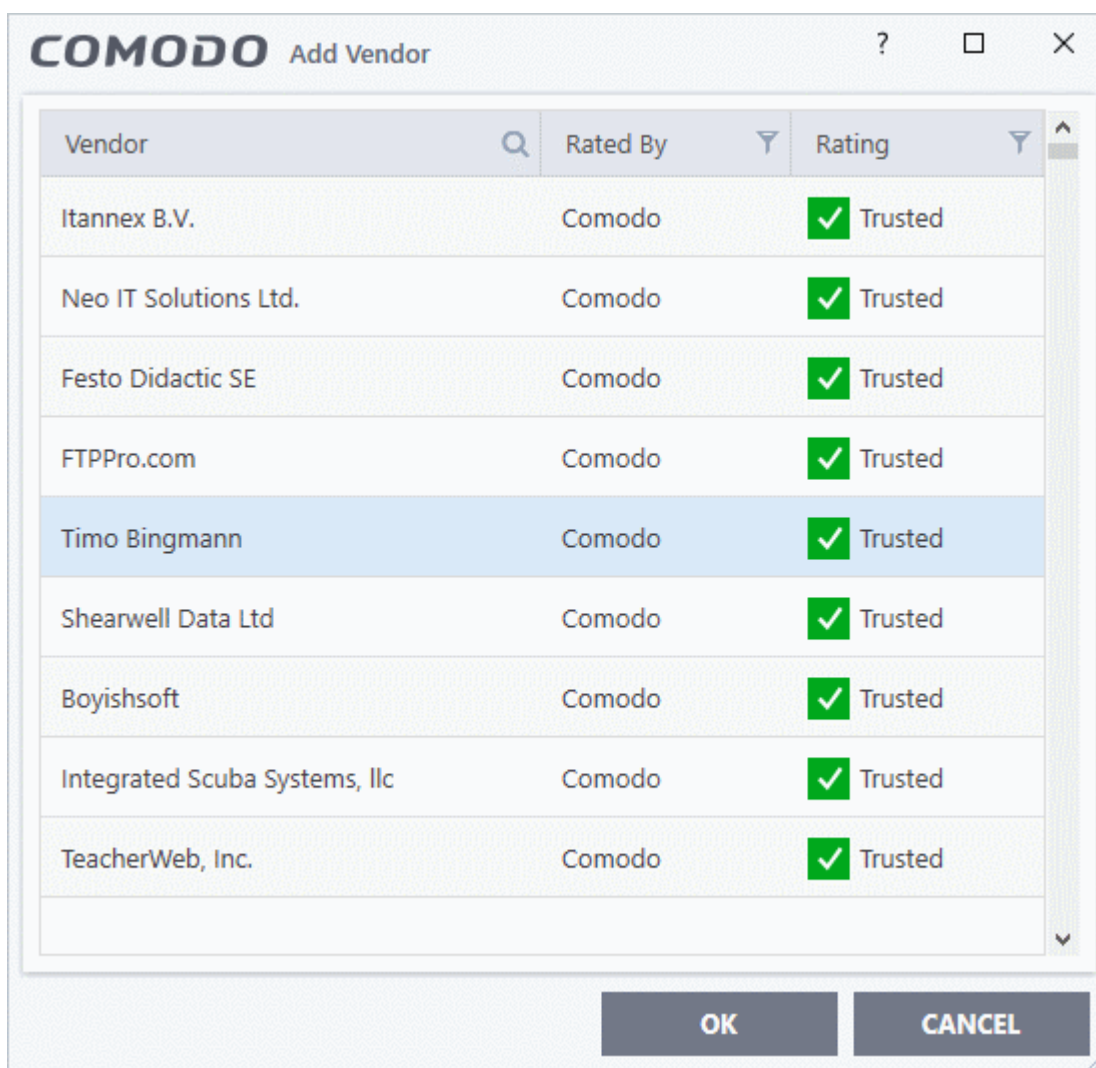 COMODO Add Vendor ?
Vendor Rated By Rating
Itannex B.V. Comodo Trusted
Neo IT Solutions Ltd. Comodo Trusted
Festo Didactic SE Comodo Trusted
FTPPro.com Comodo Trusted
Timo Bingmann Comodo Trusted
Shearwell Data Ltd Comodo Trusted
Boyishsoft Comodo Trusted
Integrated Scuba Systems, llc Comodo Trusted
TeacherWeb, Inc. Comodo Trusted
OK CANCEL